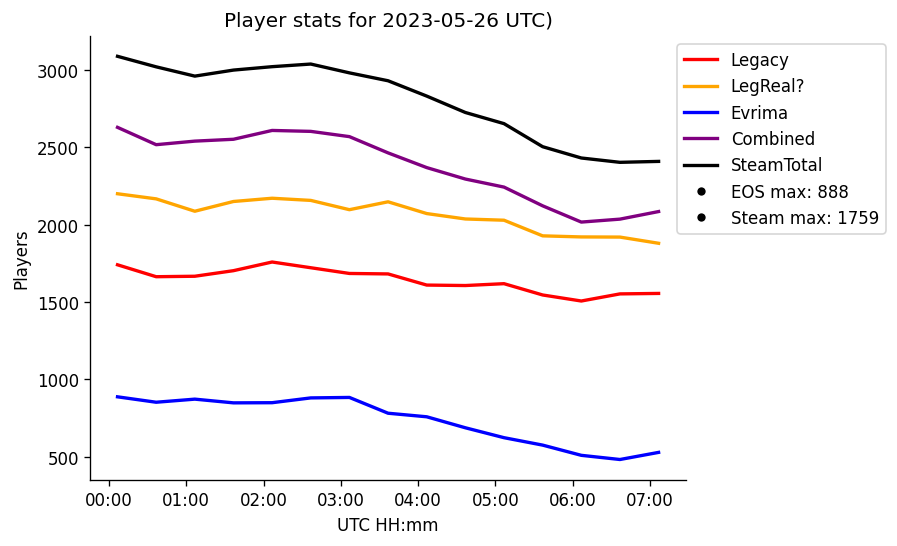 Player stats for 2023-05-26 UTC)
Players
3000
2500
2000
1500
1000
500
00:00 01:00 02:00 03:00 04:00 05:00 06:00 07:00
UTC HH:mm
Legacy
LegReal?
Evrima
Combined
SteamTotal
EOS max: 888
Steam max: 1759